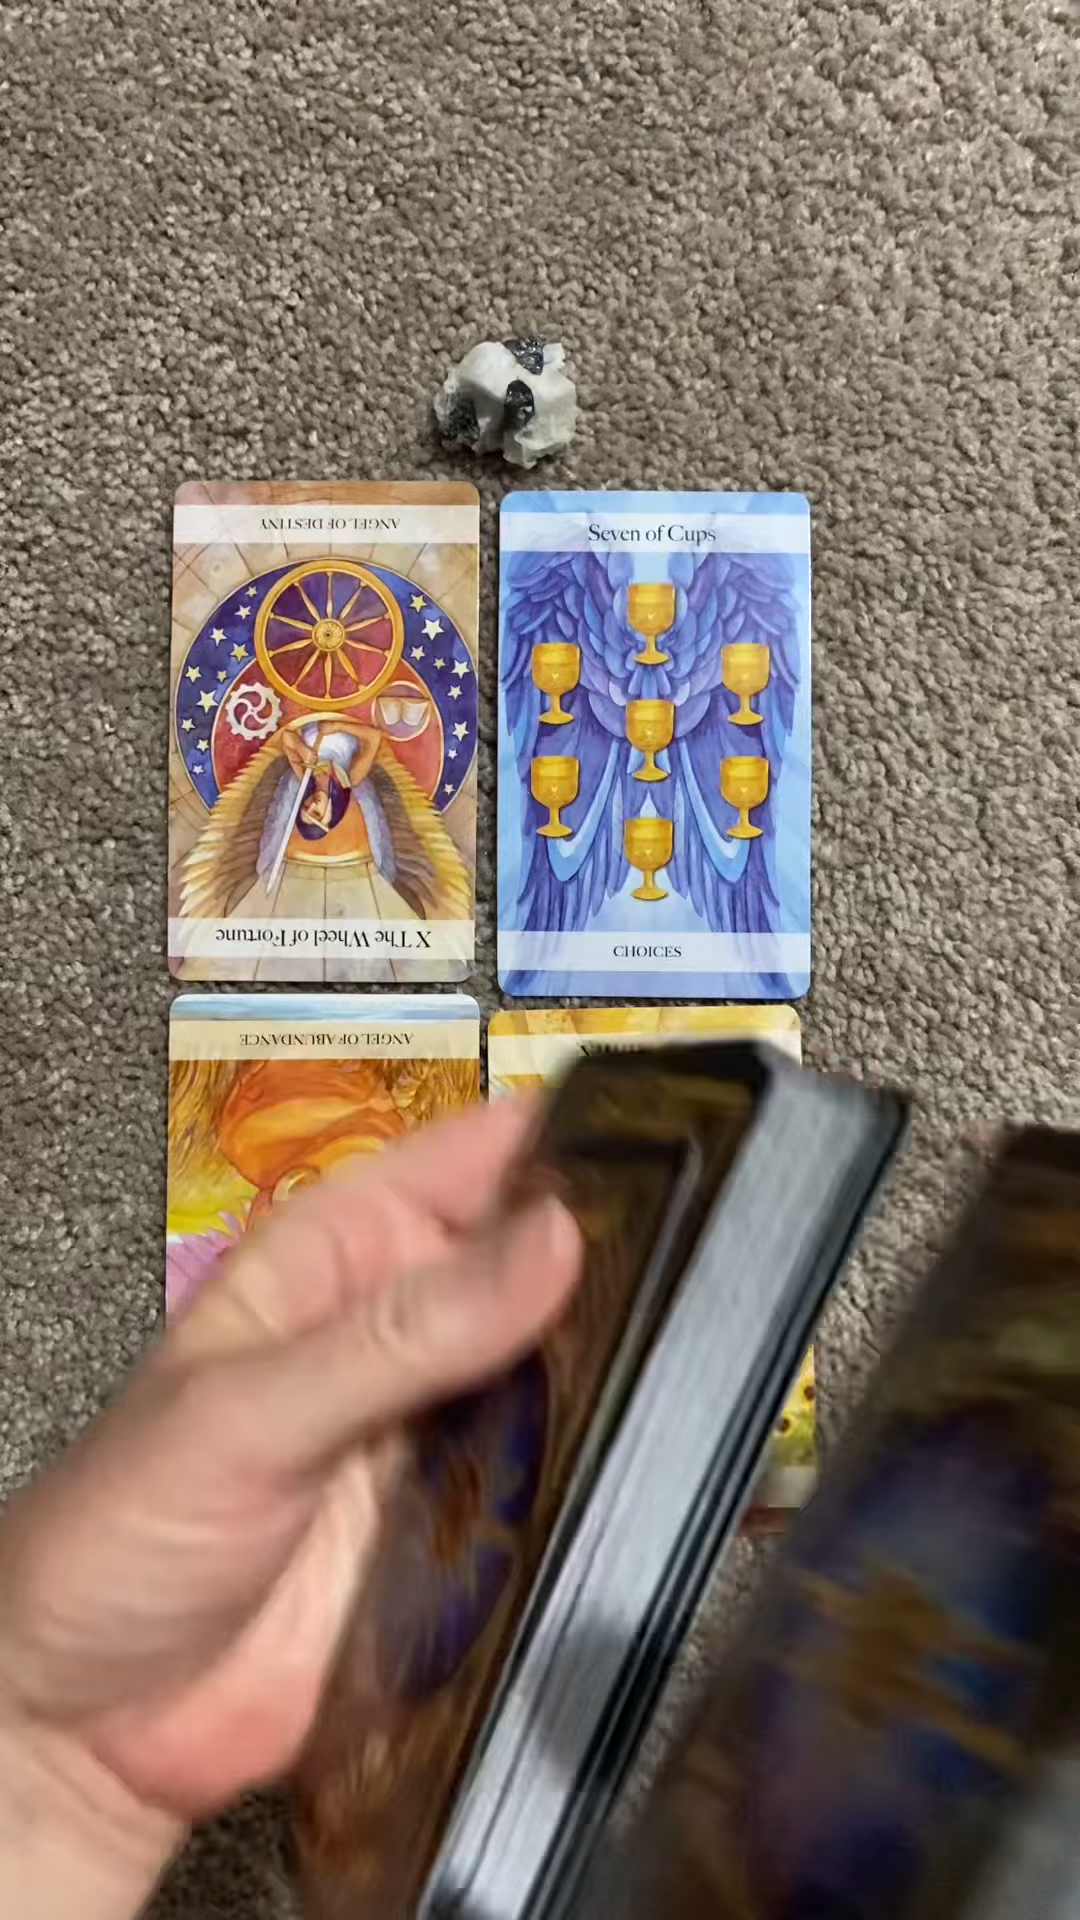 ANGEL OF DESTINY
X The Wheel of Fortune
Seven of Cups
CHOICES
ANGEL OF ABUNDANCE